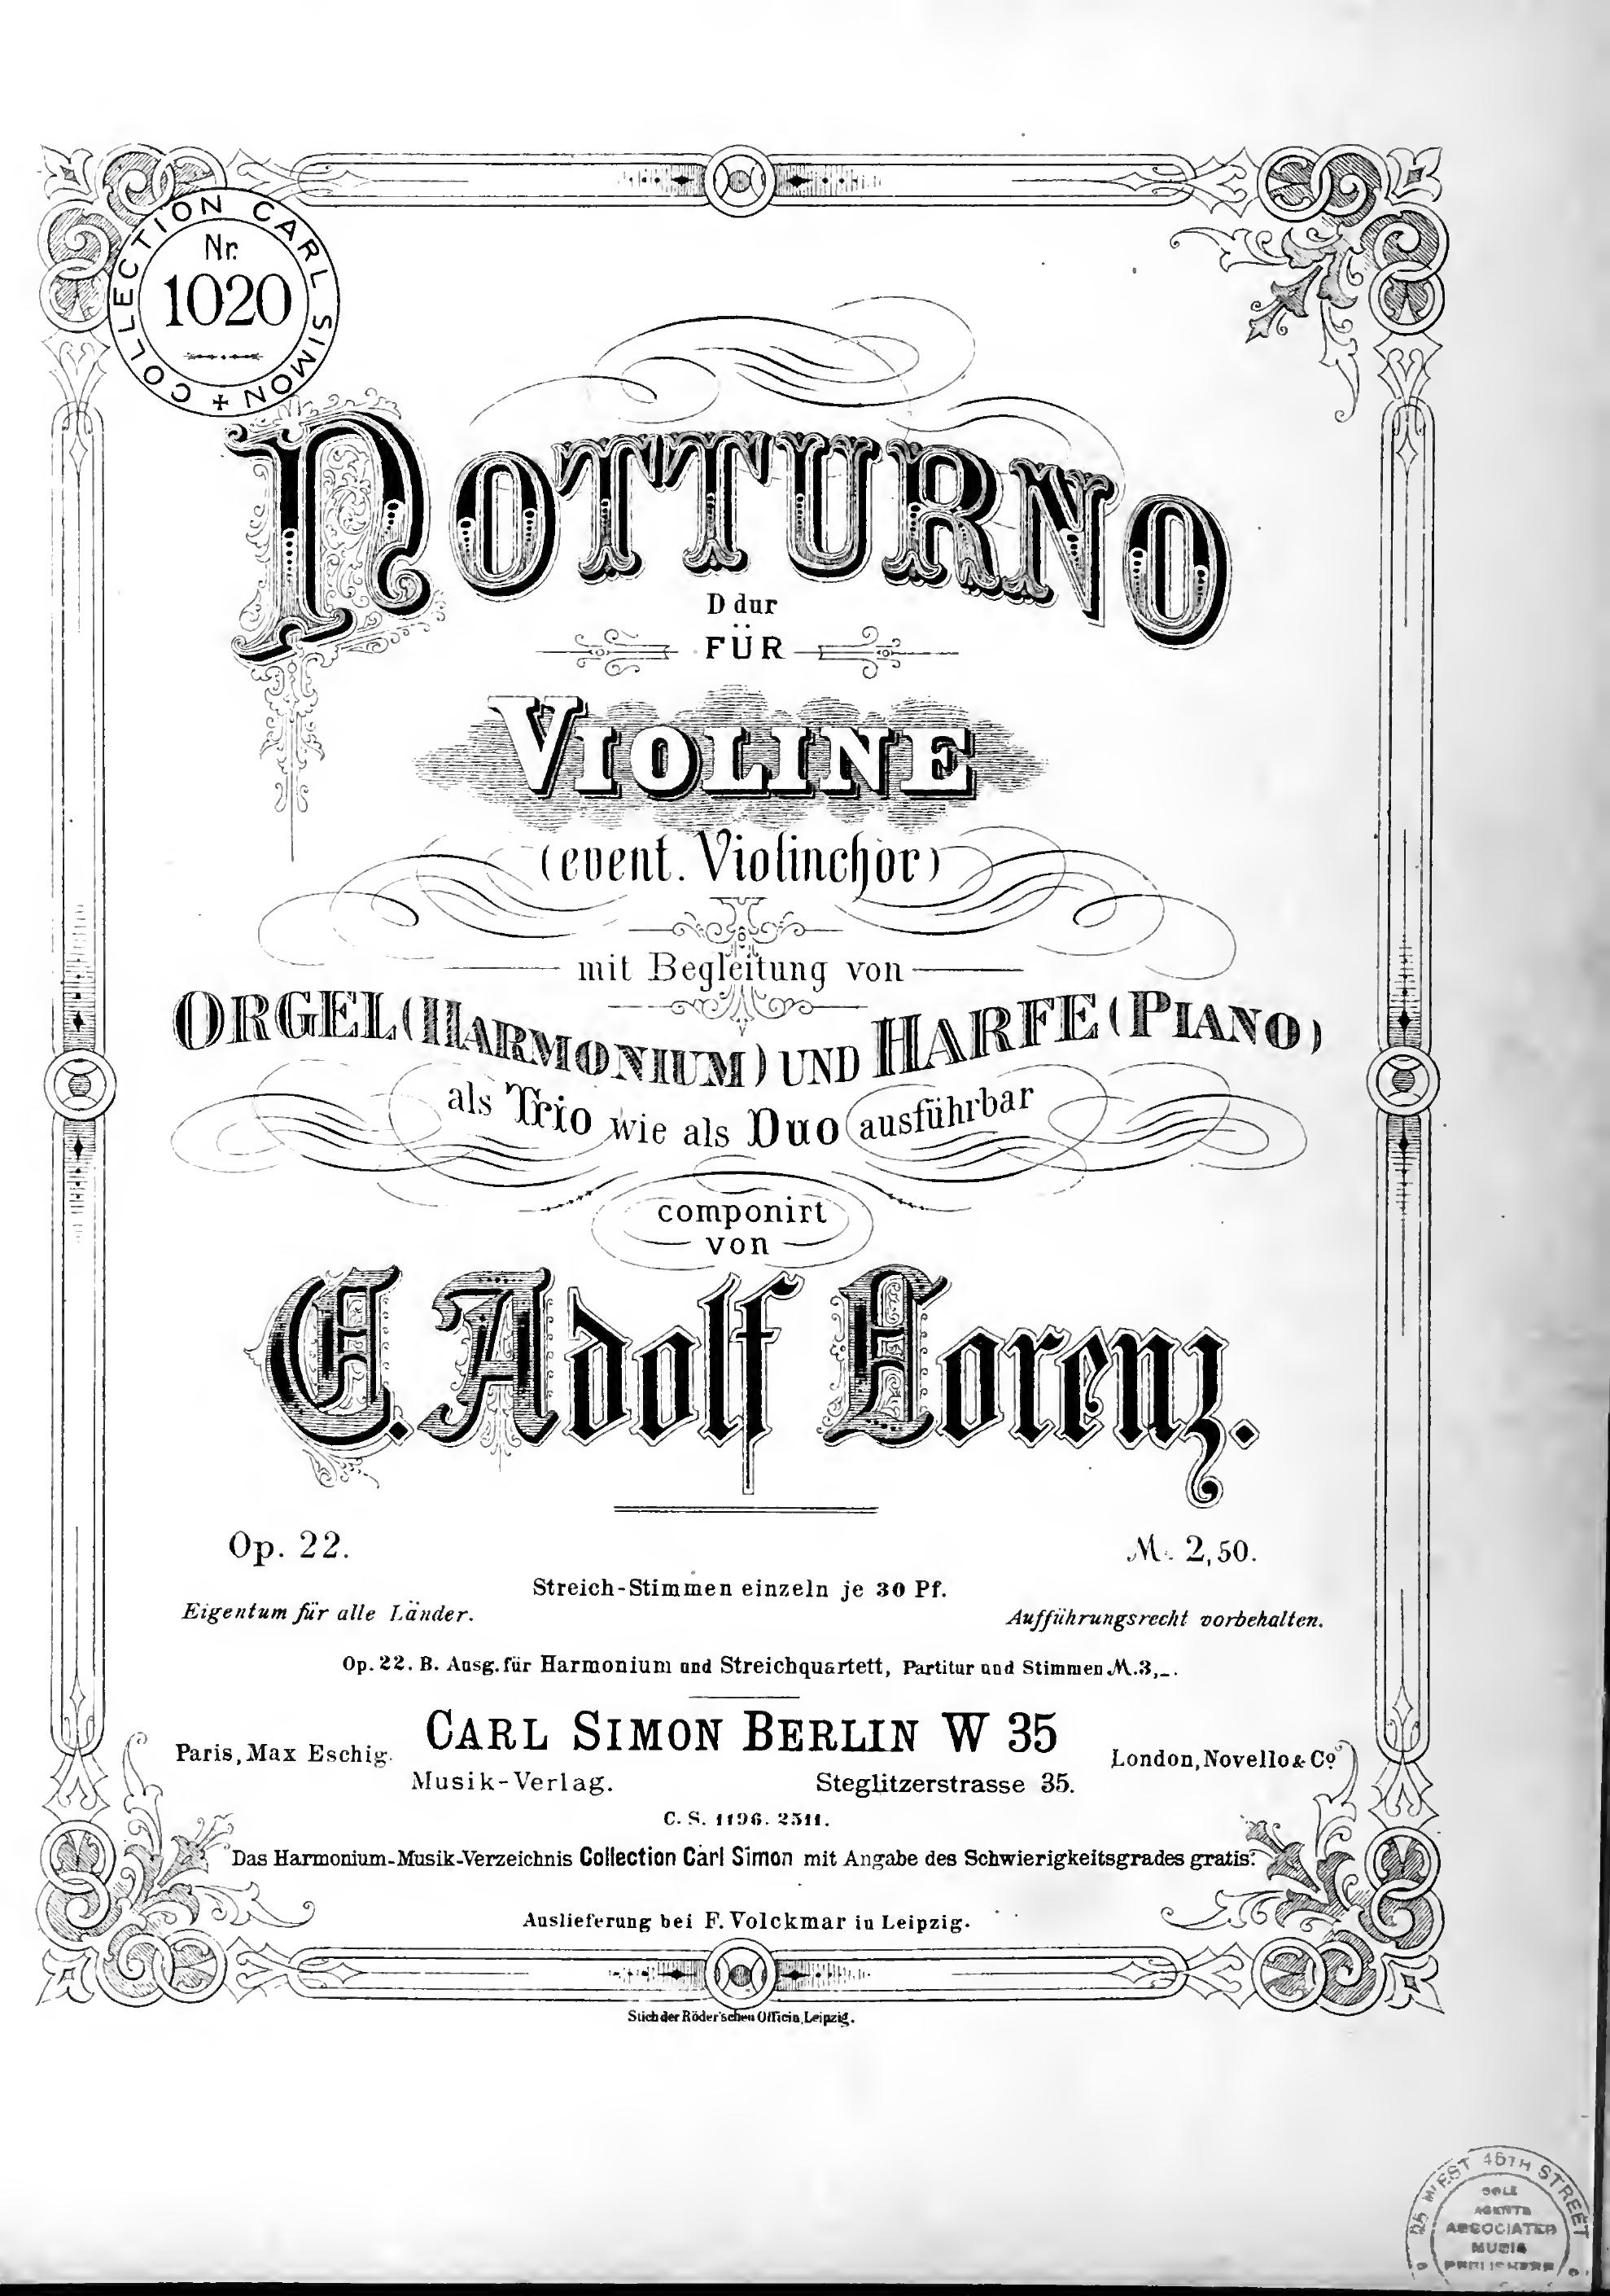 COLLECTION CARL SIMON
Nr.
1020
NOTTURNO
D dur
FÜR
VIOLINE
(event. Violinchor)
mit Begleitung von
ORGEL (HARMONIUM) UND HARFE (PIANO)
als Trio wie als Duo ausführbar
componirt
von
C. Adolf Lorenz.
Op. 22.
M. 2,50.
Streich-Stimmen einzeln je 30 Pf.
Eigentum für alle Länder.
Aufführungsrecht vorbehalten.
Op. 22. B. Ausg. für Harmonium und Streichquartett, Partitur und Stimmen M. 3,_.
CARL SIMON BERLIN W 35
Paris, Max Eschig.
London, Novello & Co.
Musik-Verlag.
Steglitzerstrasse 35.
C. S. 1196. 2511.
Das Harmonium-Musik-Verzeichnis Collection Carl Simon mit Angabe des Schwierigkeitsgrades gratis.
Auslieferung bei F. Volckmar in Leipzig.
Stich der Röder'schen Officin, Leipzig.
25 WEST 45TH STREET
SOLE
AGENTS
ASSOCIATED
MUSIC
PUBLISHERS